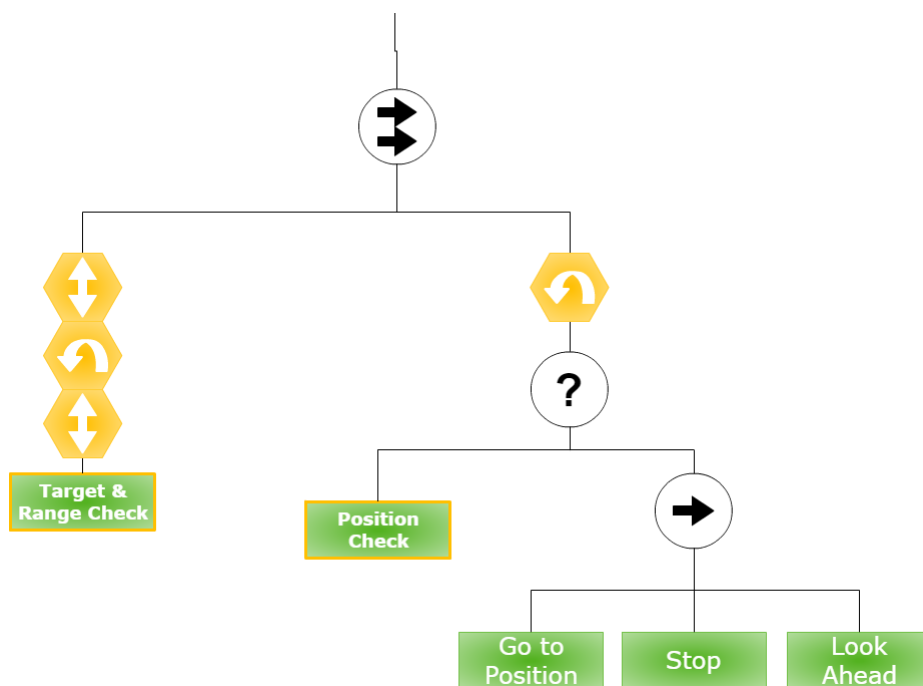 ?
Target &
Range Check
Position
Check
Go to
Position
Stop
Look
Ahead